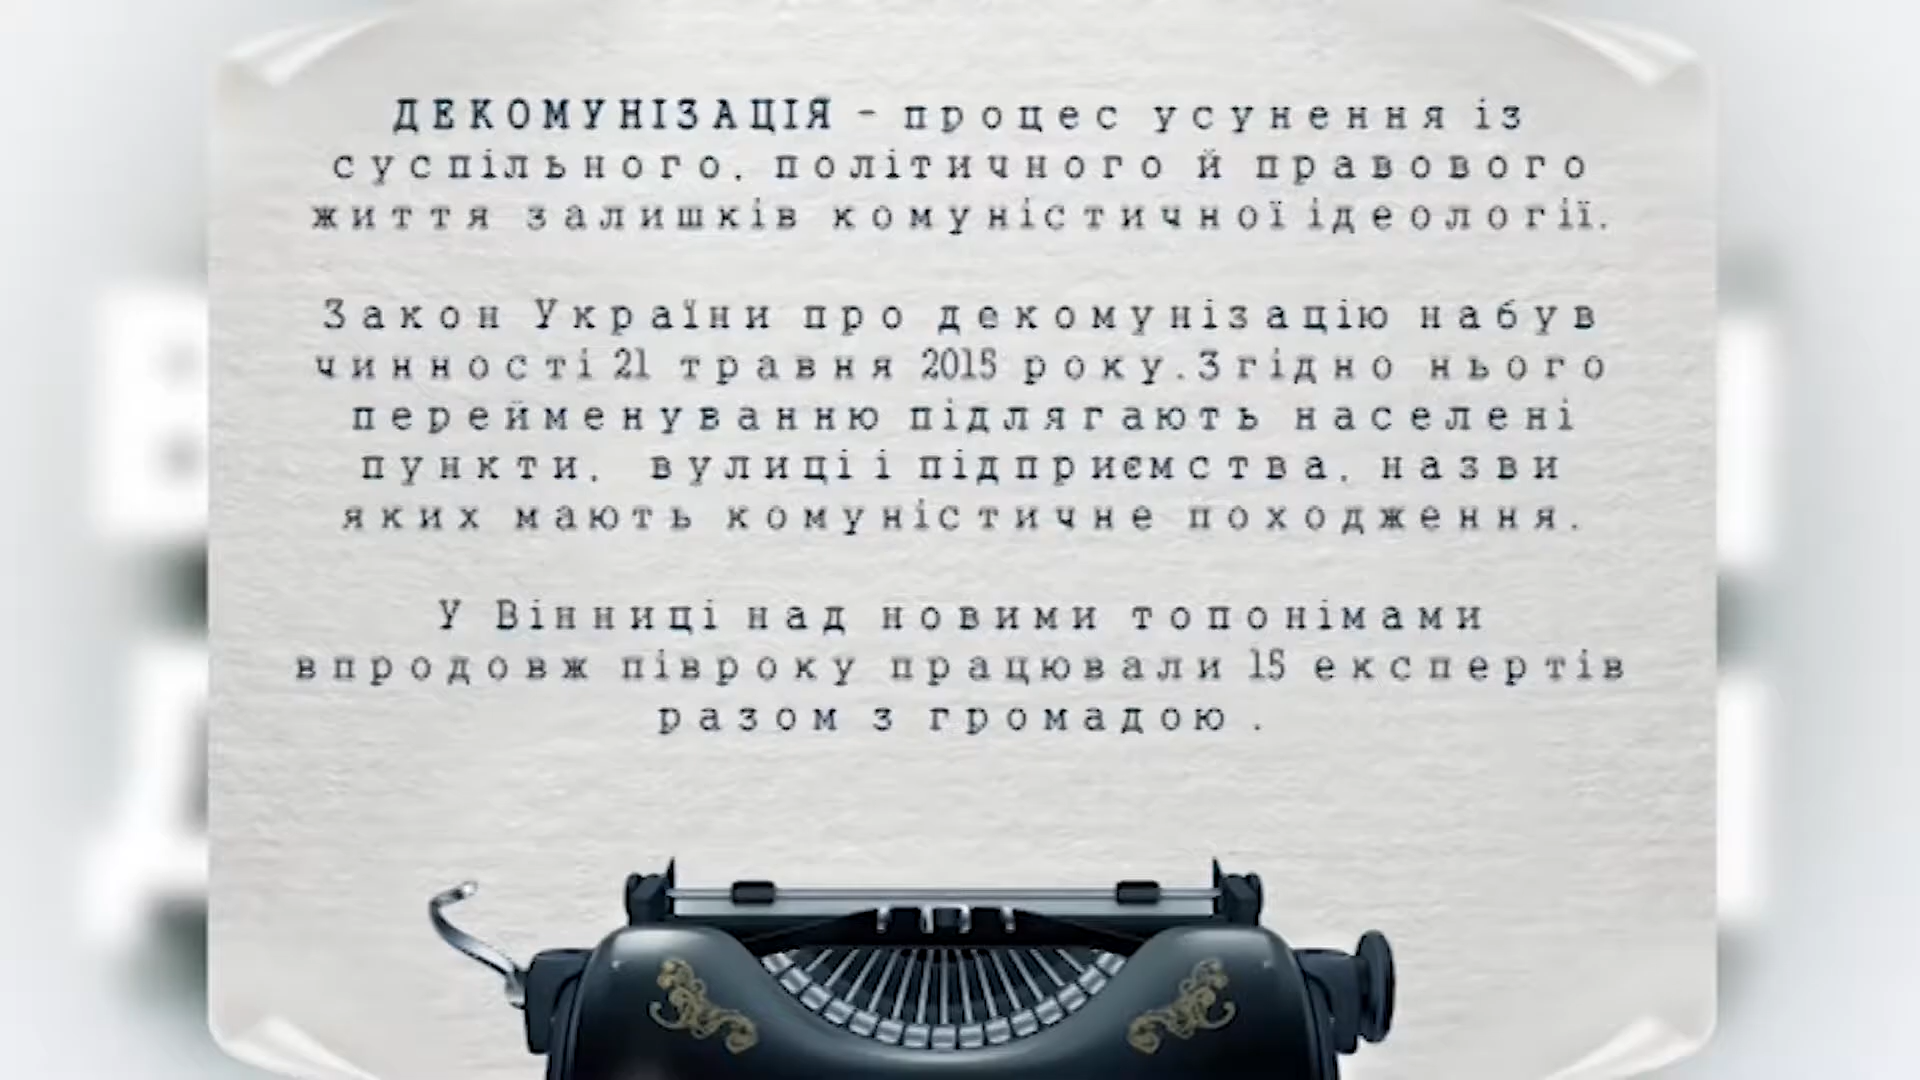 ДЕКОМУНІЗАЦІЯ - процес усунення із
суспільного, політичного й правового
життя залишків комуністичної ідеології.
Закон України про декомунізацію набув
чинності 21 травня 2015 року.Згідно нього
перейменуванню підлягають населені
пункти, вулиці і підприємства, назви
яких мають комуністичне походження.
У Вінниці над новими топонімами
впродовж півроку працювали 15 експертів
разом з громадою .